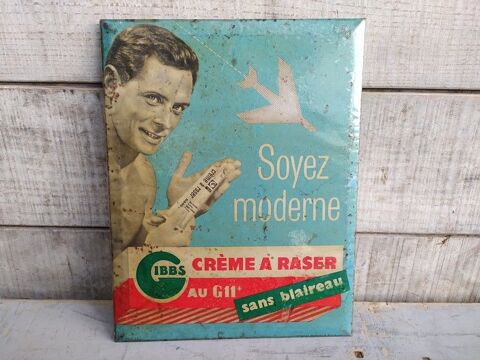 Soyez
moderne
GIBBS
CRÈME À RASER
AU G11*
sans blaireau